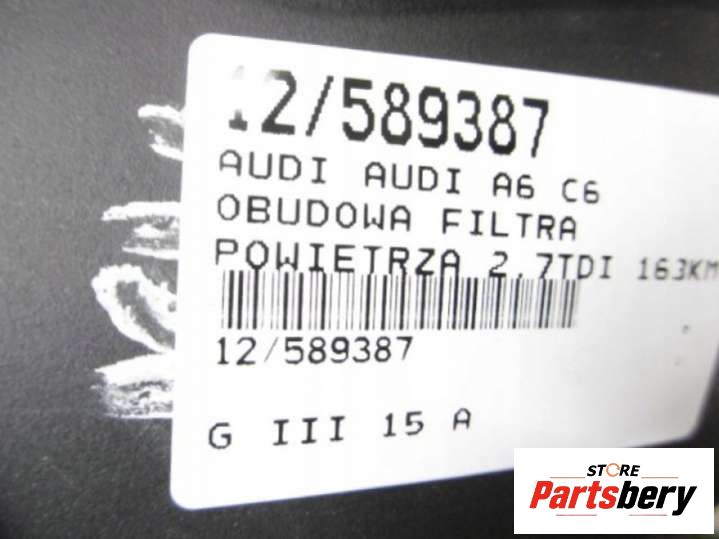 12/589387
AUDI AUDI A6 C6
OBUDOWA FILTRA
POWIETRZA 2.7TDI 163KM
12/589387
G III 15 A
STORE
Partsbery